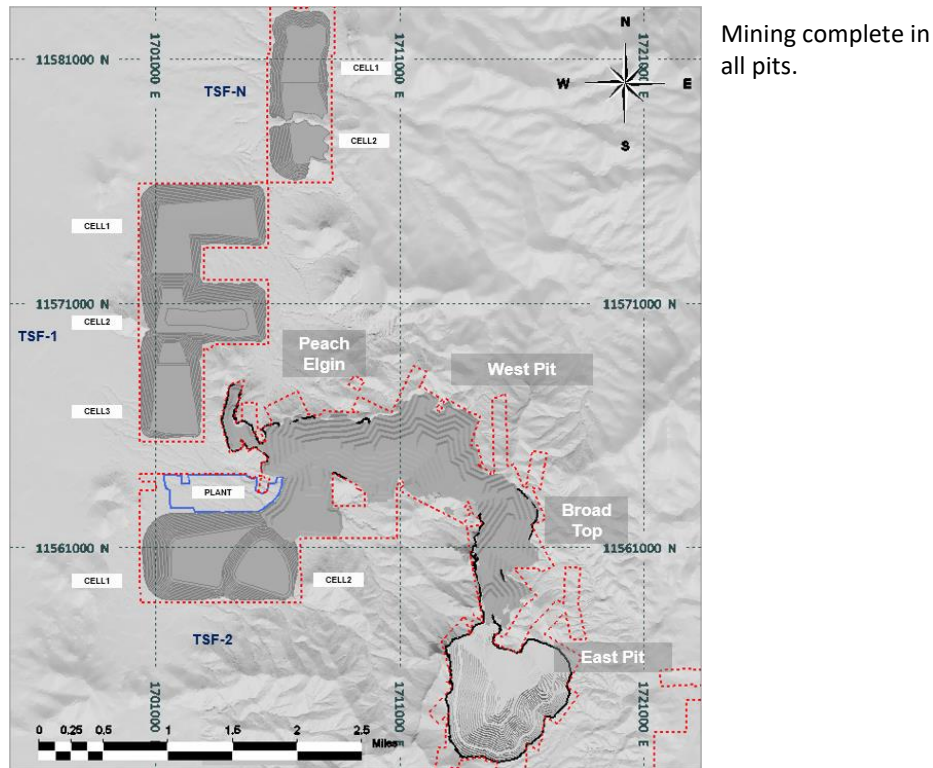 Mining complete in
all pits.
N
W
E
S
11581000 N
1701000 E
1711000 E
1721000 E
TSF-N
CELL1
CELL2
CELL1
11571000 N
11571000 N
CELL2
TSF-1
Peach
Elgin
West Pit
CELL3
PLANT
Broad
Top
11561000 N
11561000 N
CELL1
CELL2
TSF-2
East Pit
1701000 E
1711000 E
1721000 E
0 0.25 0.5 1 1.5 2 2.5
Miles